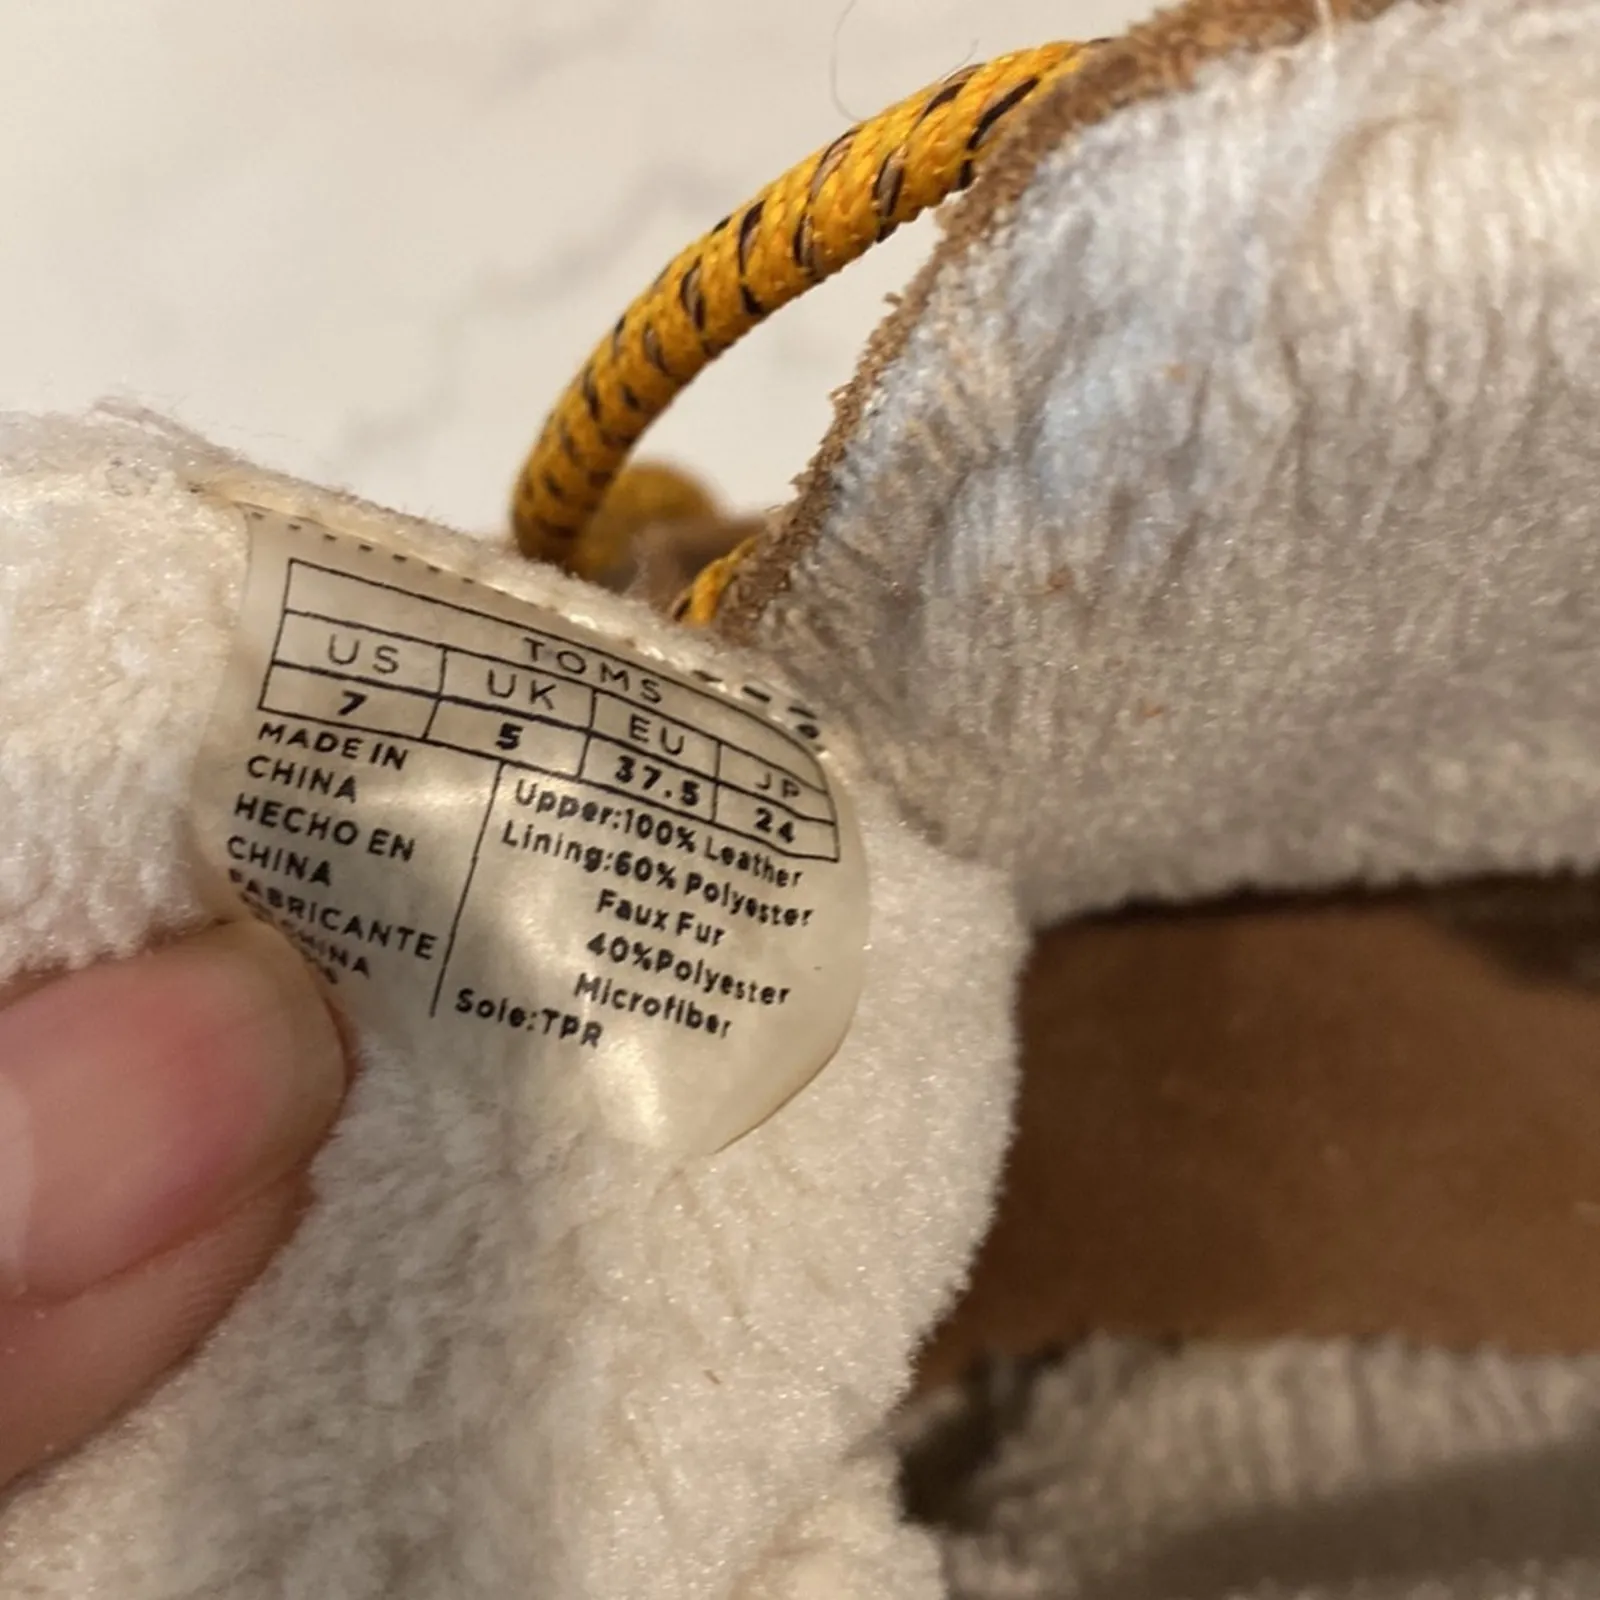 TOMS
US UK EU JP
7 5 37.5 24
MADE IN
CHINA
HECHO EN
CHINA
FABRICANTE
CHINA
Upper:100% Leather
Lining:60% Polyester
Faux Fur
40%Polyester
Microfiber
Sole:TPR